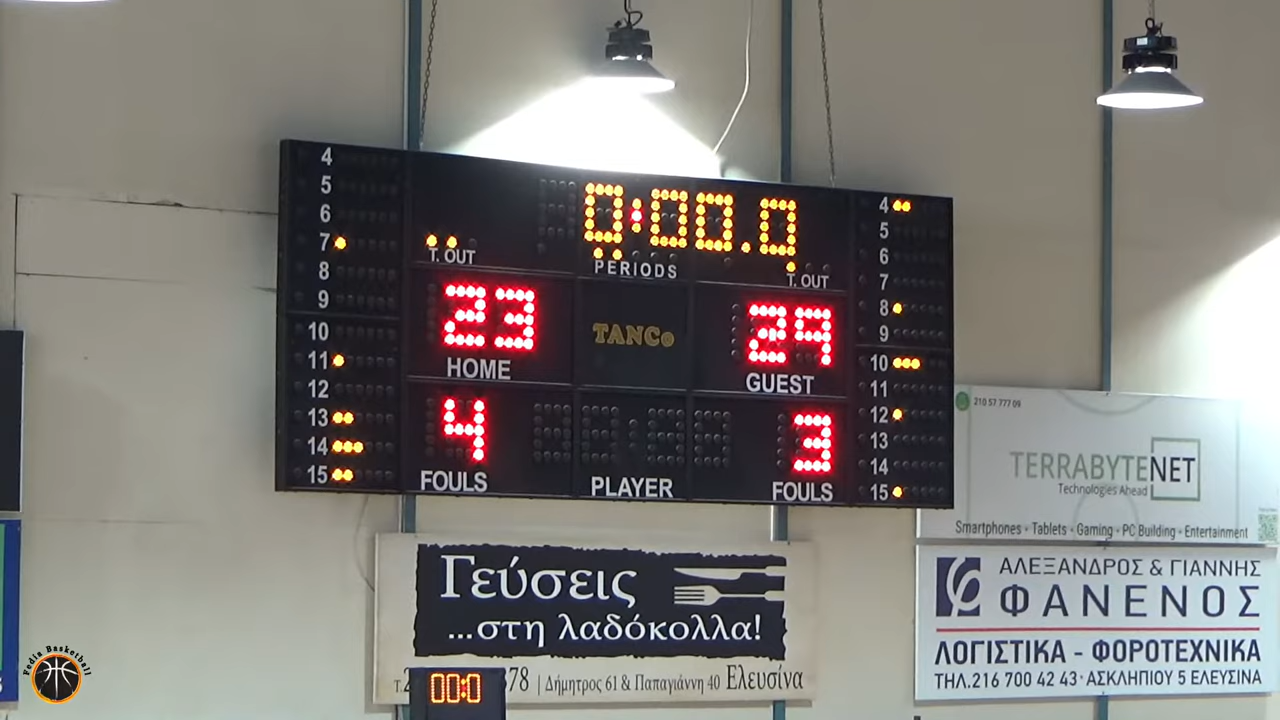 4 0:00.0 4
5 5
6 6
7 T. OUT PERIODS T. OUT 7
8 23 29 8
9 TANCO 9
10 HOME GUEST 10
11 11
12 12
13 4 3 13
14 14
15 FOULS PLAYER FOULS 15
210 57 777 09
TERRABYTENET
Technologies Ahead
Smartphones - Tablets - Gaming - PC Building - Entertainment
Γεύσεις
...στη λαδόκολλα!
78 | Δήμητρος 61 & Παπαγιάννη 40 Ελευσίνα
00:0
ΑΛΕΞΑΝΔΡΟΣ & ΓΙΑΝΝΗΣ
ΦΑΝΕΝΟΣ
ΛΟΓΙΣΤΙΚΑ - ΦΟΡΟΤΕΧΝΙΚΑ
ΤΗΛ.216 700 42 43 · ΑΣΚΛΗΠΙΟΥ 5 ΕΛΕΥΣΙΝΑ
Fedia Basketball